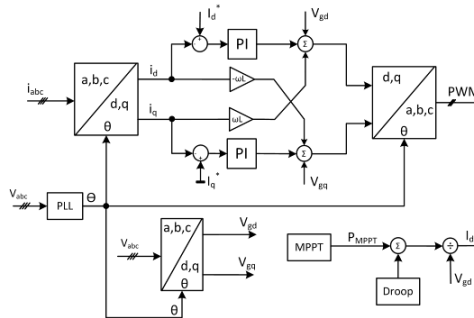 I_d^*
V_gd
PI
a,b,c
d,q
θ
i_abc
i_d
-ωL
i_q
ωL
Σ
Σ
PI
I_q^*
V_gq
d,q
a,b,c
θ
PWM
V_abc
PLL
Θ
a,b,c
d,q
θ
V_abc
V_gd
V_gq
θ
MPPT
P_MPPT
Σ
÷
I_d
Droop
V_gd